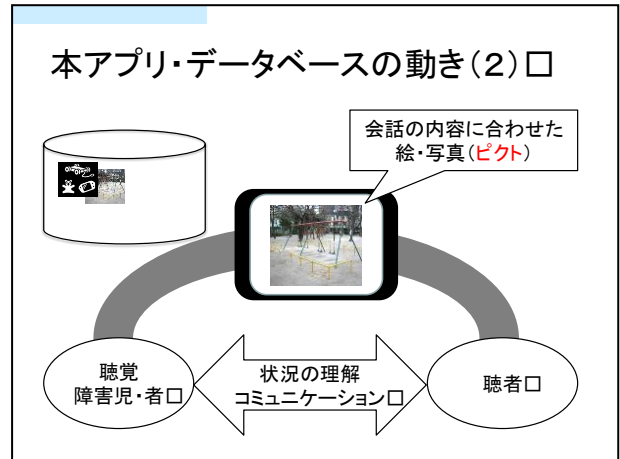 本アプリ・データベースの動き(2)□
会話の内容に合わせた
絵・写真(ピクト)
聴覚
障害児・者□
状況の理解
コミュニケーション□
聴者□